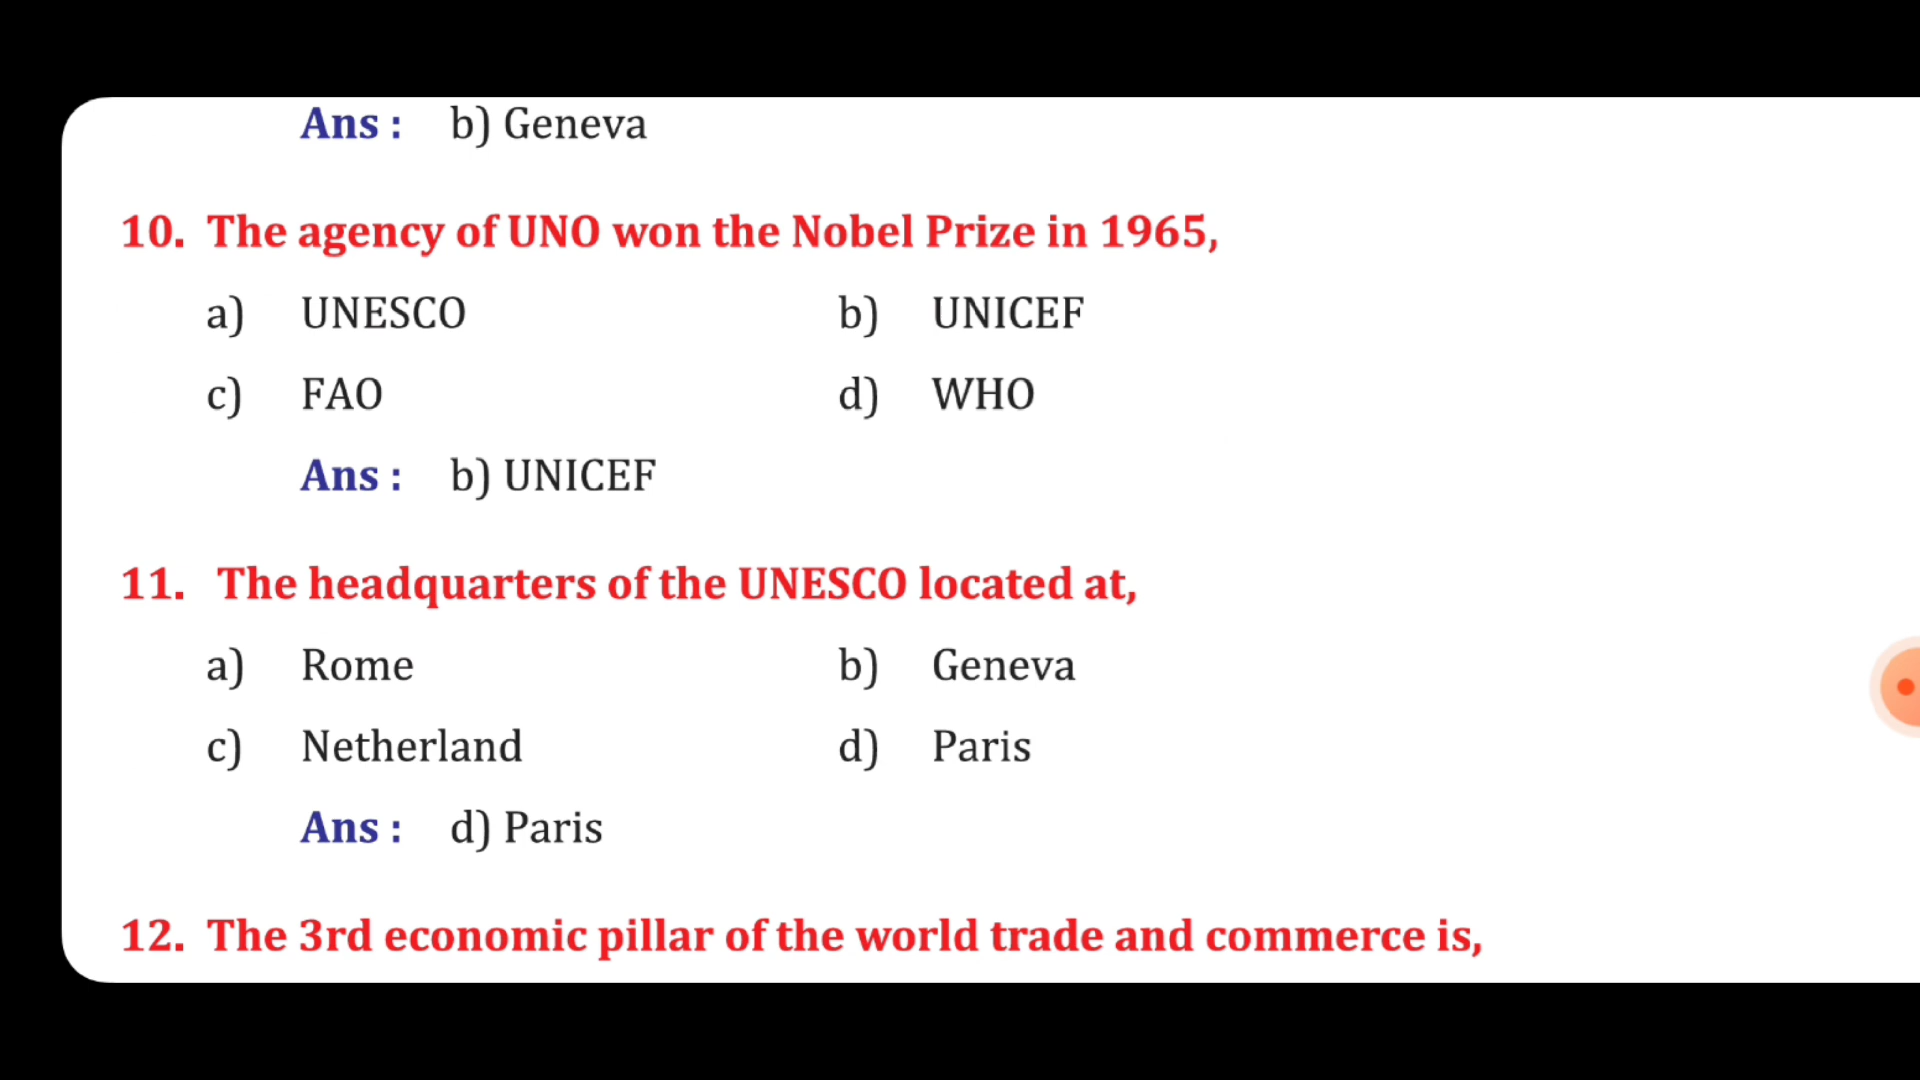 Ans : b) Geneva
10. The agency of UNO won the Nobel Prize in 1965,
a) UNESCO b) UNICEF
c) FAO d) WHO
Ans : b) UNICEF
11. The headquarters of the UNESCO located at,
a) Rome b) Geneva
c) Netherland d) Paris
Ans : d) Paris
12. The 3rd economic pillar of the world trade and commerce is,